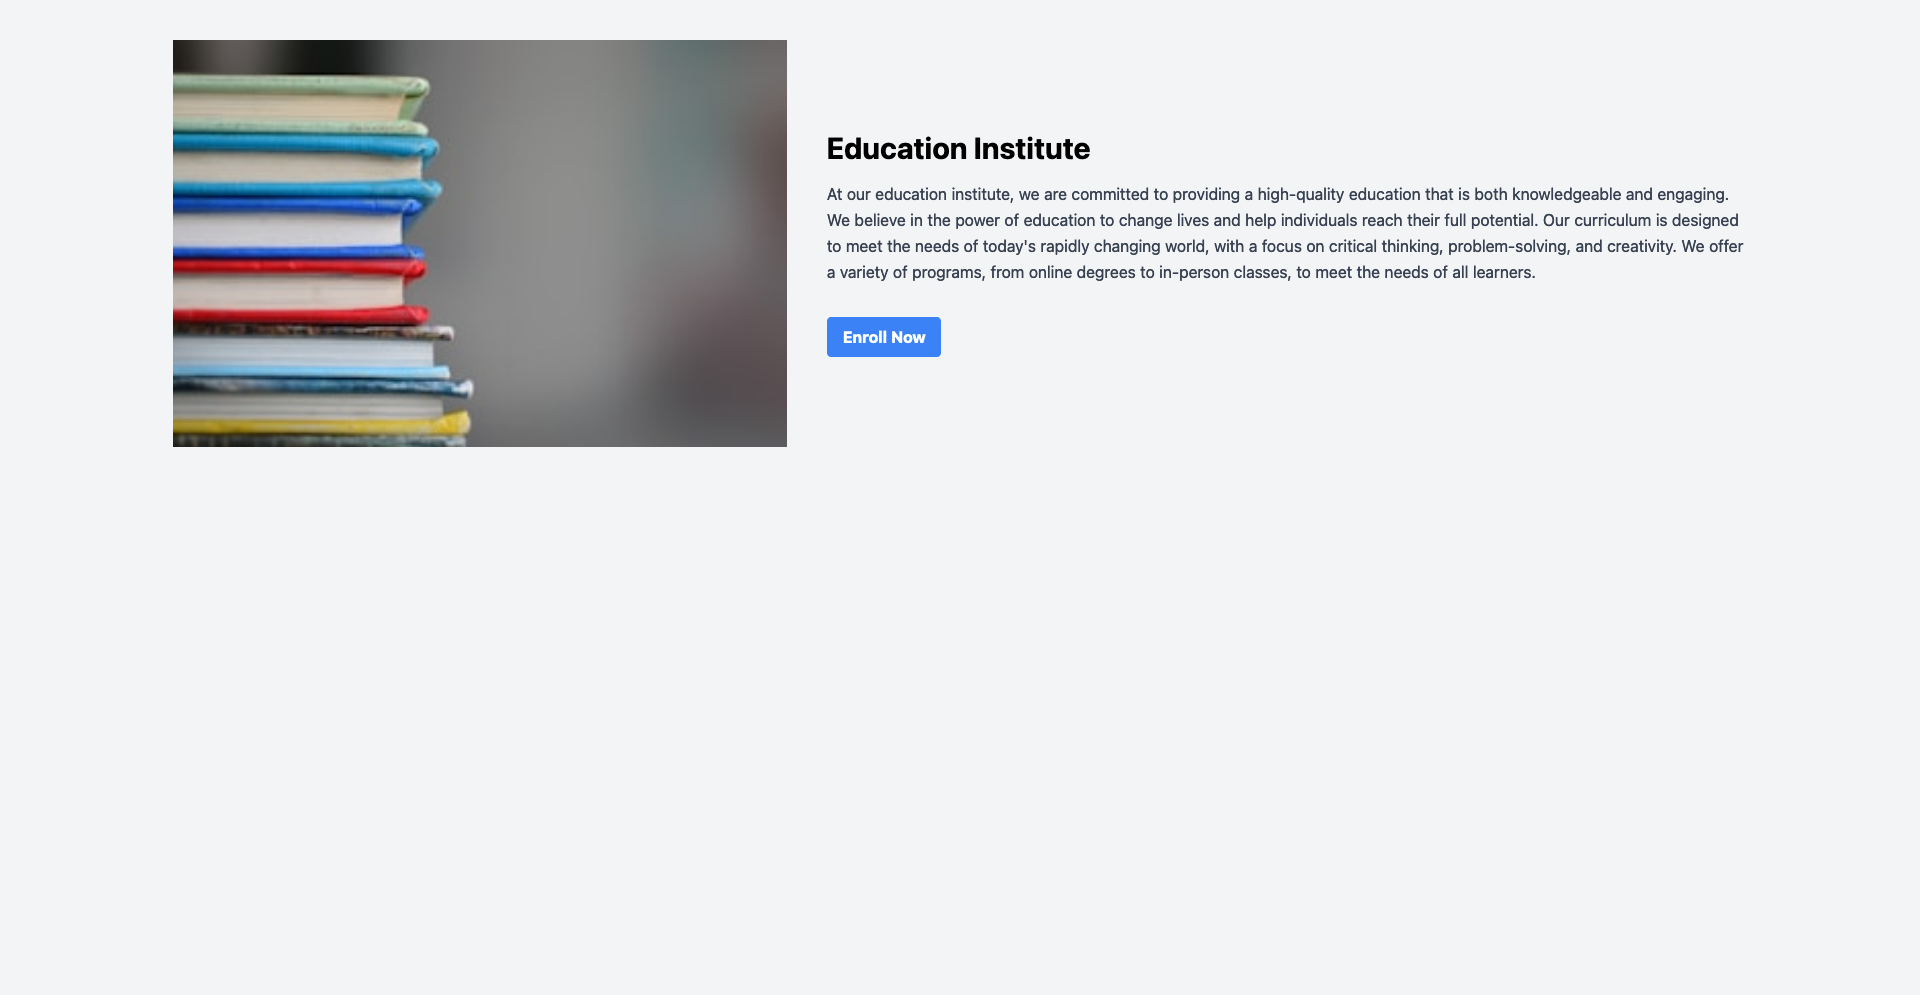 Education Institute
At our education institute, we are committed to providing a high-quality education that is both knowledgeable and engaging.
We believe in the power of education to change lives and help individuals reach their full potential. Our curriculum is designed
to meet the needs of today's rapidly changing world, with a focus on critical thinking, problem-solving, and creativity. We offer
a variety of programs, from online degrees to in-person classes, to meet the needs of all learners.
Enroll Now